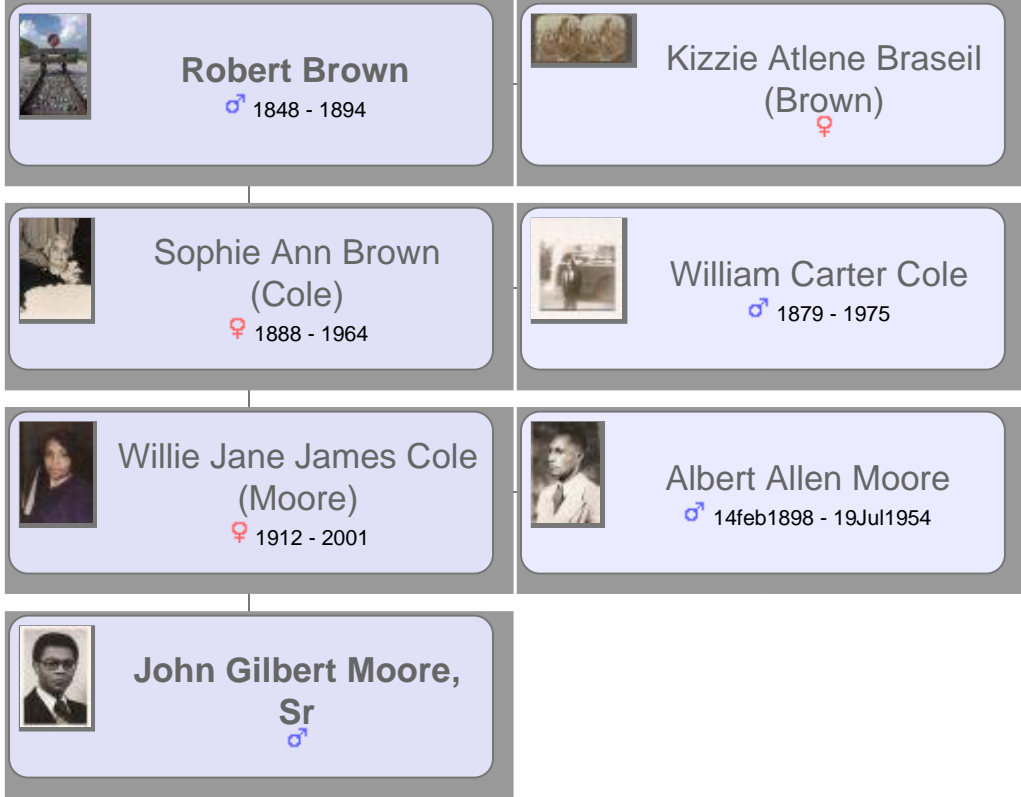 Robert Brown
♂ 1848 - 1894
Kizzie Atlene Braseil
(Brown)
♀
Sophie Ann Brown
(Cole)
♀ 1888 - 1964
William Carter Cole
♂ 1879 - 1975
Willie Jane James Cole
(Moore)
♀ 1912 - 2001
Albert Allen Moore
♂ 14feb1898 - 19Jul1954
John Gilbert Moore,
Sr
♂